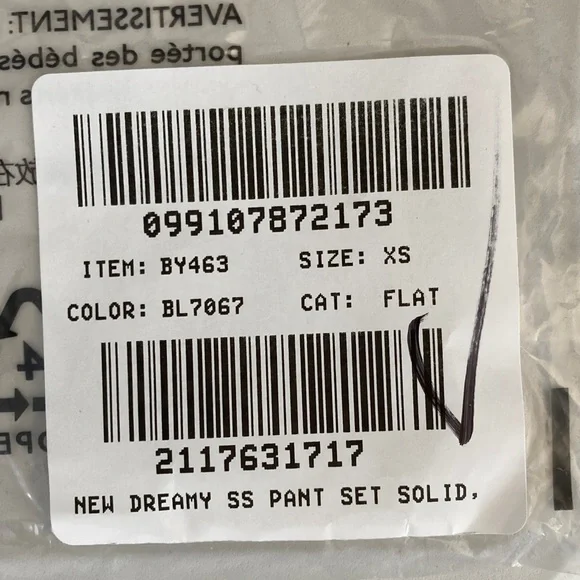 AVERTISSEMENT:
portée des bébés
099107872173
ITEM: BY463 SIZE: XS
COLOR: BL7067 CAT: FLAT
2117631717
NEW DREAMY SS PANT SET SOLID,
4